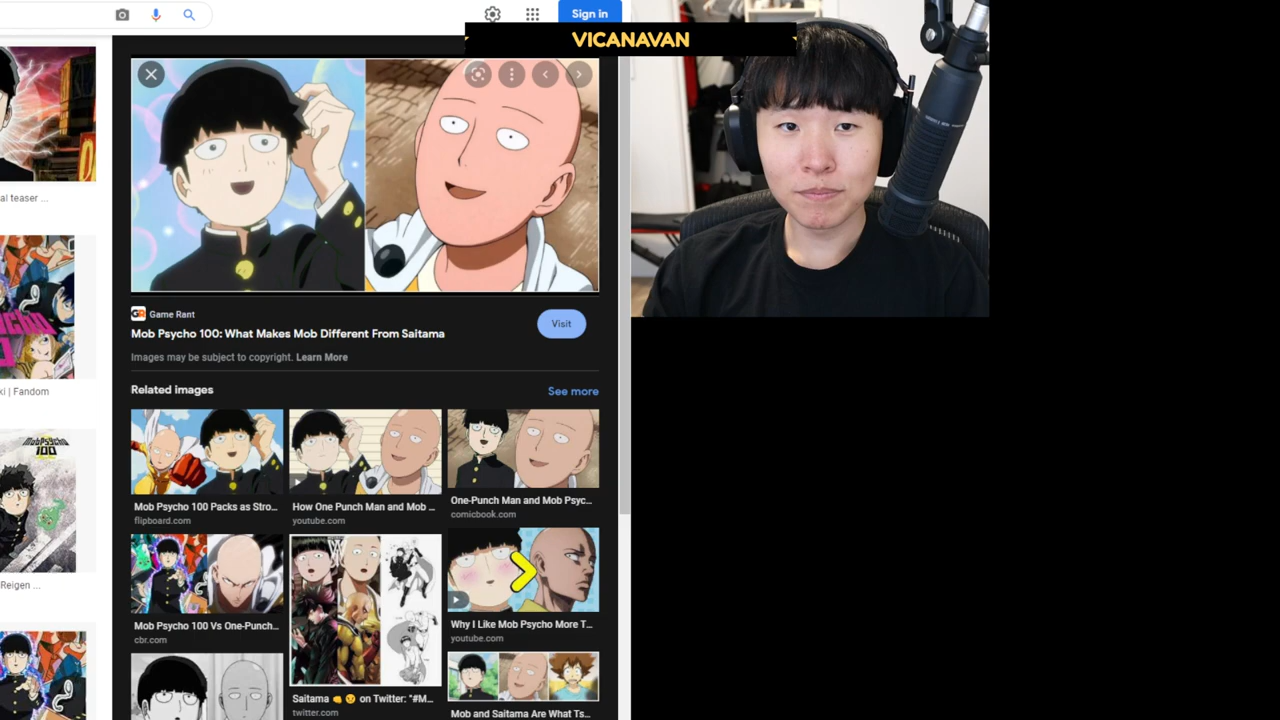 Sign in
VICANAVAN
al teaser ...
GR Game Rant
Mob Psycho 100: What Makes Mob Different From Saitama
Visit
Images may be subject to copyright. Learn More
Related images
See more
ki | Fandom
Mob Psycho 100 Packs as Stro...
flipboard.com
How One Punch Man and Mob ...
youtube.com
One-Punch Man and Mob Psyc...
comicbook.com
MobPsycho
100
Reigen ...
Mob Psycho 100 Vs One-Punch...
cbr.com
Why I Like Mob Psycho More T...
youtube.com
Saitama 👊😏 on Twitter: "#M...
twitter.com
Mob and Saitama Are What Ts...